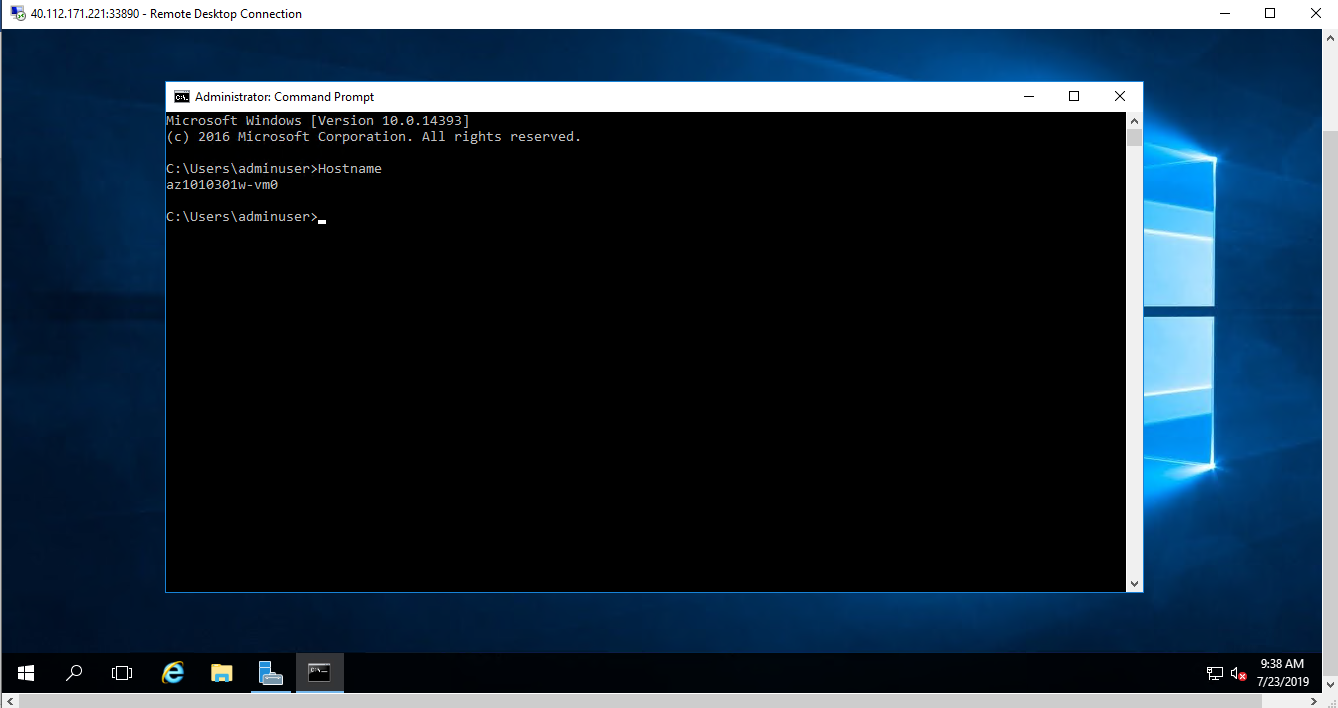 40.112.171.221:33890 - Remote Desktop Connection
Administrator: Command Prompt
Microsoft Windows [Version 10.0.14393]
(c) 2016 Microsoft Corporation. All rights reserved.
C:\Users\adminuser>Hostname
az1010301w-vm0
C:\Users\adminuser>
9:38 AM
7/23/2019